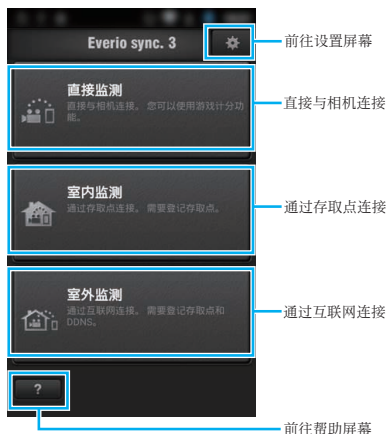 Everio sync. 3
前往设置屏幕
直接监测
直接与相机连接。 您可以使用游戏计分功
能。
直接与相机连接
室内监测
通过存取点连接。 需要登记存取点。
通过存取点连接
室外监测
通过互联网连接。 需要登记存取点和
DDNS。
通过互联网连接
?
前往帮助屏幕